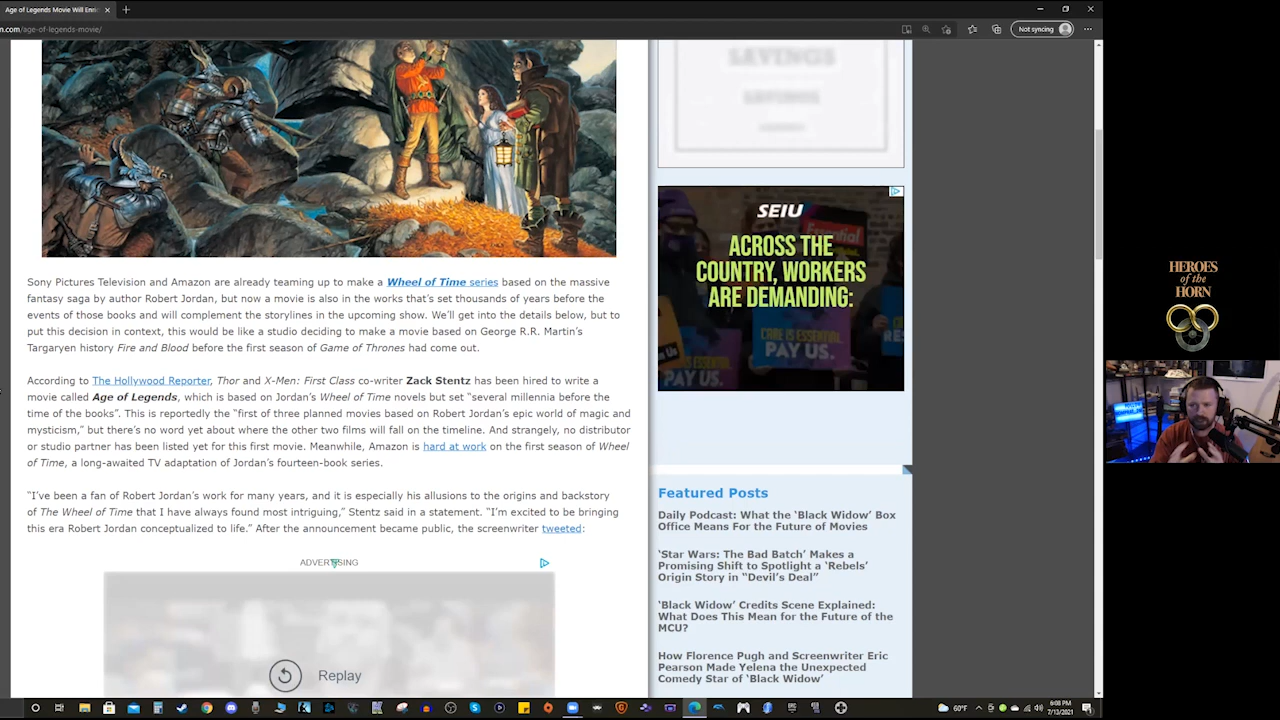 Age of Legends Movie Will Enri
n.com/age-of-legends-movie/
Not syncing
SAVINGS
SAVINGS
SEIU
ACROSS THE
COUNTRY, WORKERS
ARE DEMANDING:
Essential
CARE IS ESSENTIAL
PAY US.
PAY US.
Sony Pictures Television and Amazon are already teaming up to make a Wheel of Time series based on the massive
fantasy saga by author Robert Jordan, but now a movie is also in the works that's set thousands of years before the
events of those books and will complement the storylines in the upcoming show. We'll get into the details below, but to
put this decision in context, this would be like a studio deciding to make a movie based on George R.R. Martin's
Targaryen history Fire and Blood before the first season of Game of Thrones had come out.
According to The Hollywood Reporter, Thor and X-Men: First Class co-writer Zack Stentz has been hired to write a
movie called Age of Legends, which is based on Jordan's Wheel of Time novels but set "several millennia before the
time of the books". This is reportedly the "first of three planned movies based on Robert Jordan's epic world of magic and
mysticism," but there's no word yet about where the other two films will fall on the timeline. And strangely, no distributor
or studio partner has been listed yet for this first movie. Meanwhile, Amazon is hard at work on the first season of Wheel
of Time, a long-awaited TV adaptation of Jordan's fourteen-book series.
"I've been a fan of Robert Jordan's work for many years, and it is especially his allusions to the origins and backstory
of The Wheel of Time that I have always found most intriguing," Stentz said in a statement. "I'm excited to be bringing
this era Robert Jordan conceptualized to life." After the announcement became public, the screenwriter tweeted:
ADVERTISING
Replay
Featured Posts
Daily Podcast: What the 'Black Widow' Box
Office Means For the Future of Movies
'Star Wars: The Bad Batch' Makes a
Promising Shift to Spotlight a 'Rebels'
Origin Story in "Devil's Deal"
'Black Widow' Credits Scene Explained:
What Does This Mean for the Future of the
MCU?
How Florence Pugh and Screenwriter Eric
Pearson Made Yelena the Unexpected
Comedy Star of 'Black Widow'
HEROES
of the
HORN
60°F
6:08 PM
7/13/2021